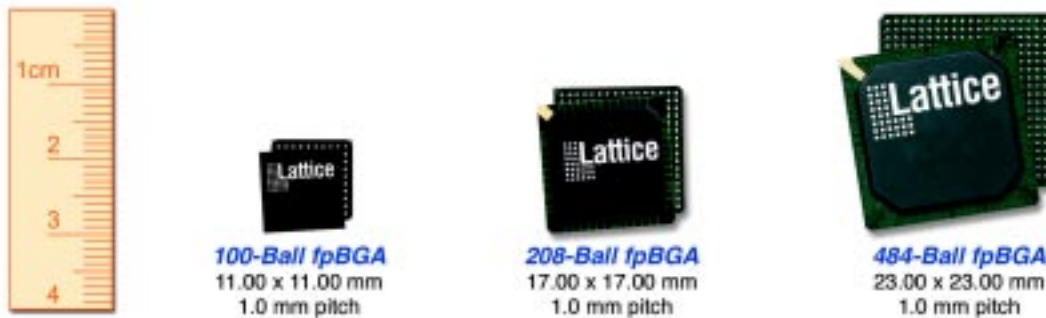 1cm
2
3
4
Lattice
100-Ball fpBGA
11.00 x 11.00 mm
1.0 mm pitch
Lattice
208-Ball fpBGA
17.00 x 17.00 mm
1.0 mm pitch
Lattice
484-Ball fpBGA
23.00 x 23.00 mm
1.0 mm pitch